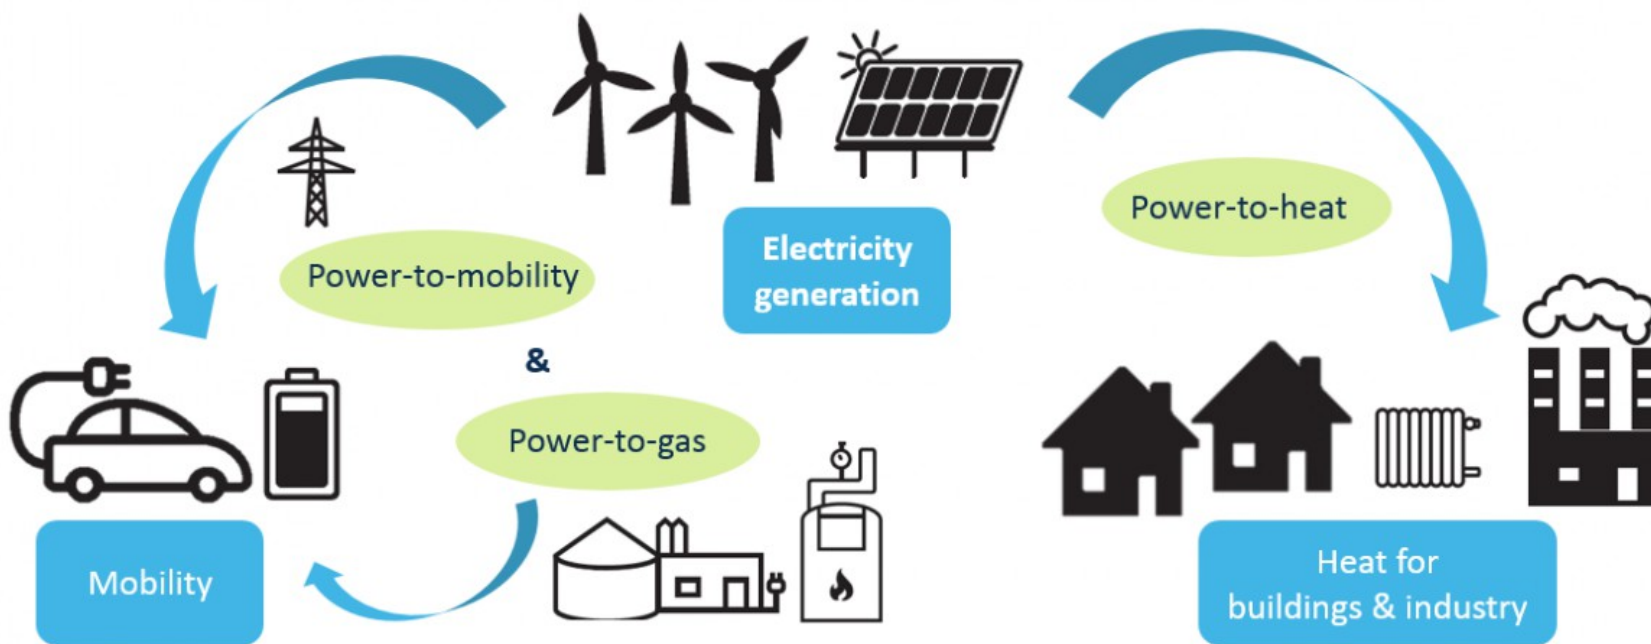 Electricity
generation
Power-to-heat
Power-to-mobility
&
Power-to-gas
Mobility
Heat for
buildings & industry